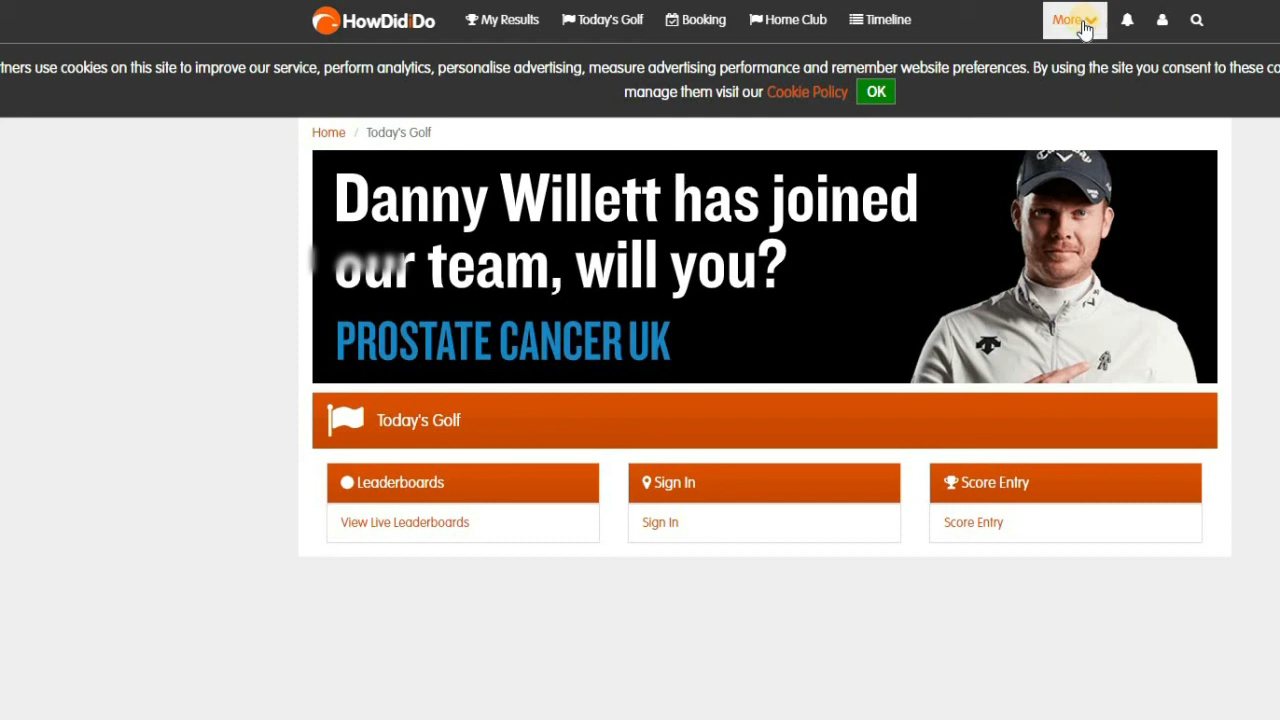 HowDidiDo My Results Today's Golf Booking Home Club Timeline More
tners use cookies on this site to improve our service, perform analytics, personalise advertising, measure advertising performance and remember website preferences. By using the site you consent to these co
manage them visit our Cookie Policy OK
Home / Today's Golf
Danny Willett has joined
our team, will you?
PROSTATE CANCER UK
Today's Golf
Leaderboards
View Live Leaderboards
Sign In
Sign In
Score Entry
Score Entry